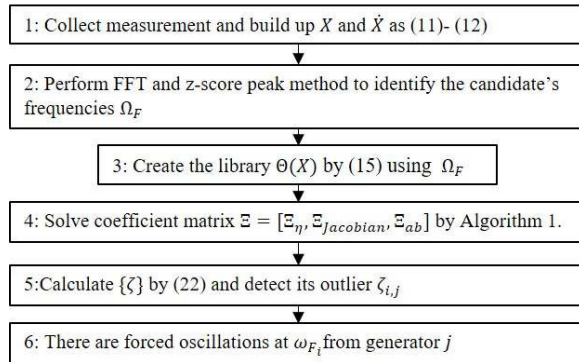 1: Collect measurement and build up X and Ẋ as (11)- (12)
2: Perform FFT and z-score peak method to identify the candidate's
frequencies Ω_F
3: Create the library Θ(X) by (15) using Ω_F
4: Solve coefficient matrix Ξ = [Ξ_η, Ξ_Jacobian, Ξ_ab] by Algorithm 1.
5:Calculate {ζ} by (22) and detect its outlier ζ_i,j
6: There are forced oscillations at ω_F_i from generator j